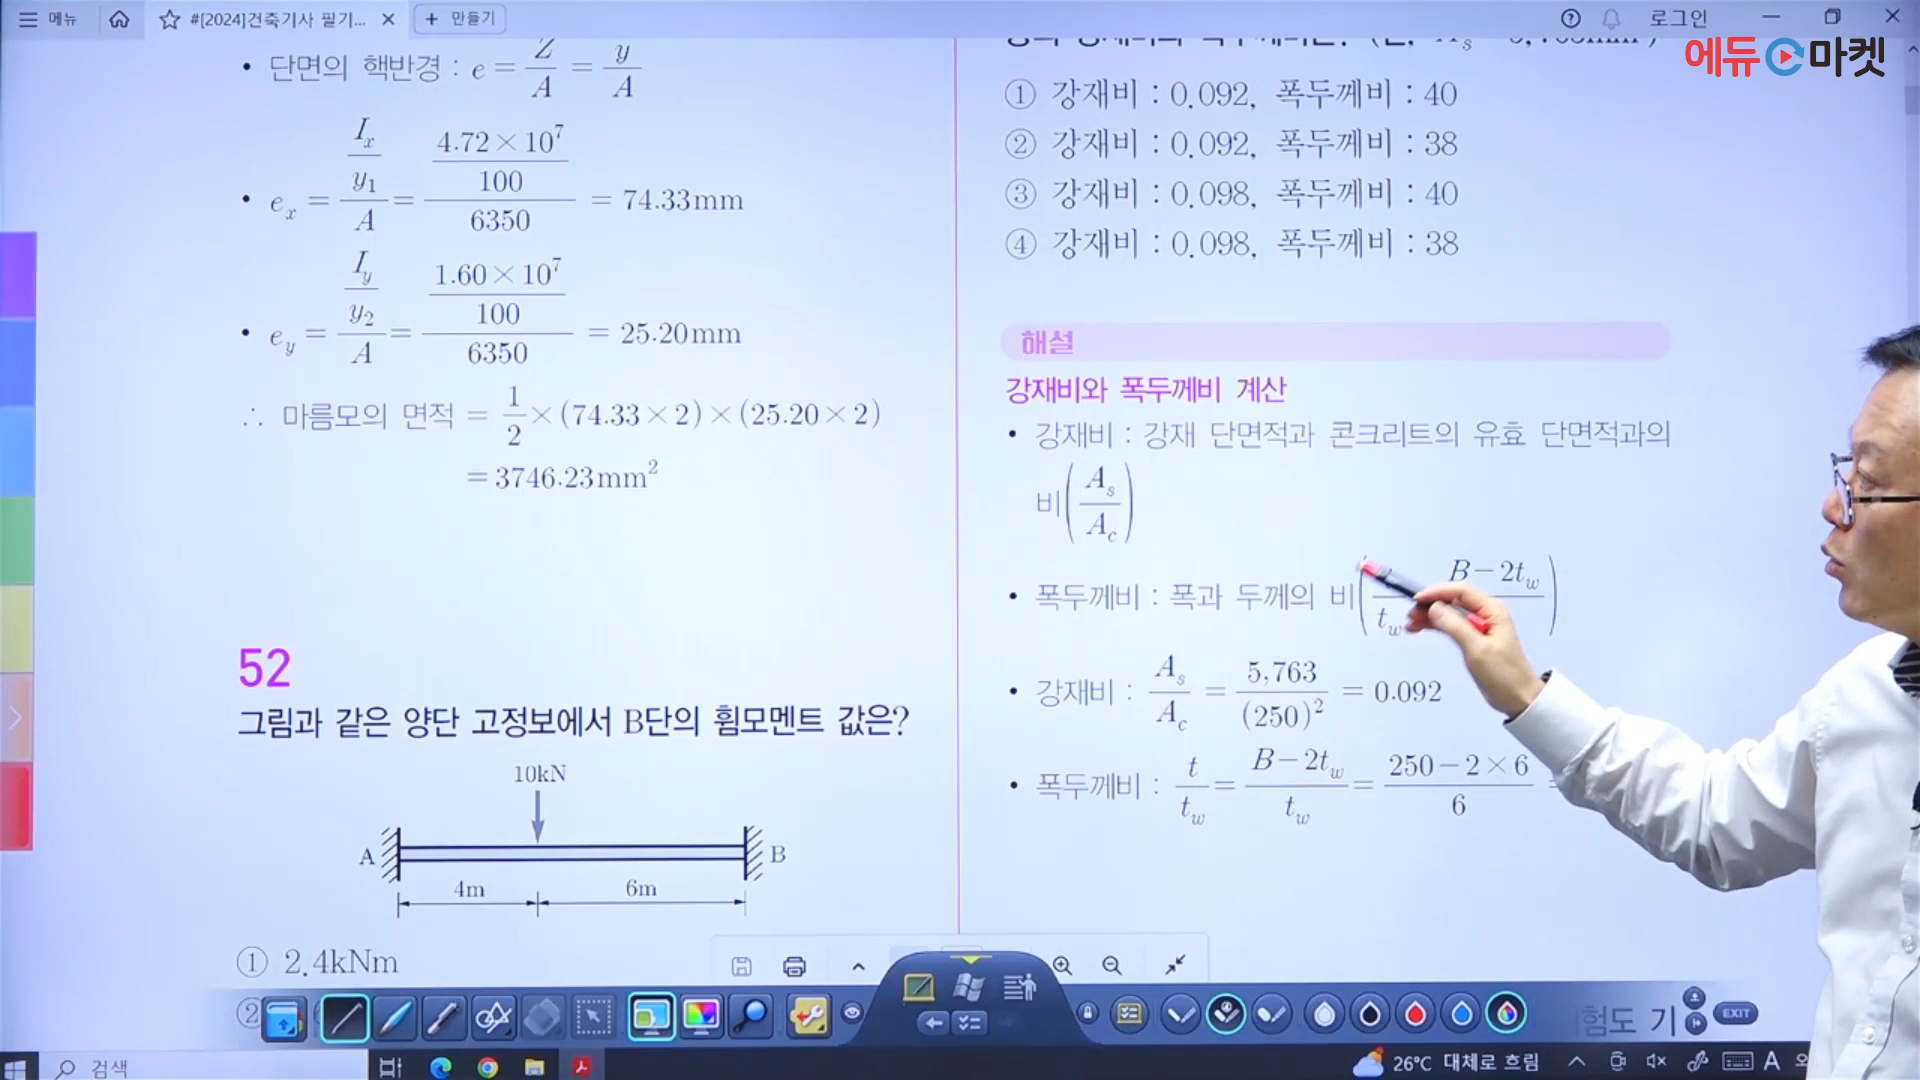 메뉴
#[2024]건축기사 필기...
만들기
로그인
에듀 마켓
• 단면의 핵반경 : e = Z/A = y/A
• e_x = (I_x/y_1)/A = (4.72×10^7/100)/6350 = 74.33mm
• e_y = (I_y/y_2)/A = (1.60×10^7/100)/6350 = 25.20mm
∴ 마름모의 면적 = 1/2 × (74.33×2) × (25.20×2)
= 3746.23mm^2
52
그림과 같은 양단 고정보에서 B단의 휨모멘트 값은?
10kN
A
B
4m
6m
① 2.4kNm
②
① 강재비 : 0.092, 폭두께비 : 40
② 강재비 : 0.092, 폭두께비 : 38
③ 강재비 : 0.098, 폭두께비 : 40
④ 강재비 : 0.098, 폭두께비 : 38
해설
강재비와 폭두께비 계산
• 강재비 : 강재 단면적과 콘크리트의 유효 단면적과의
비(A_s/A_c)
• 폭두께비 : 폭과 두께의 비( t_w B−2t_w )
• 강재비 : A_s/A_c = 5,763/(250)^2 = 0.092
• 폭두께비 : t/t_w = (B−2t_w)/t_w = (250−2×6)/6 =
험도 기
EXIT
검색
26°C 대체로 흐림
A